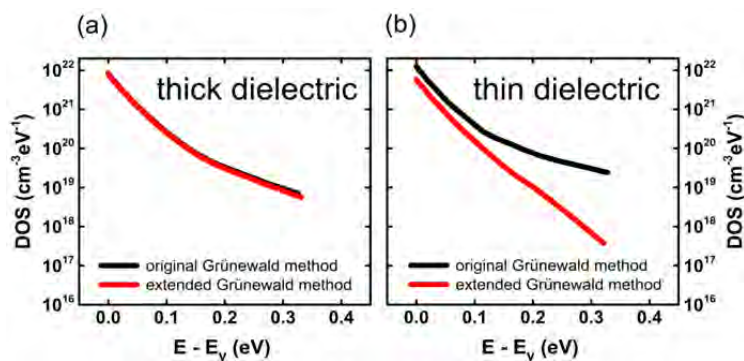 (a)
(b)
thick dielectric
thin dielectric
DOS (cm⁻³eV⁻¹)
10²²
10²¹
10²⁰
10¹⁹
10¹⁸
10¹⁷
10¹⁶
original Grünewald method
extended Grünewald method
0.0 0.1 0.2 0.3 0.4
E - Eᵥ (eV)
original Grünewald method
extended Grünewald method
0.0 0.1 0.2 0.3 0.4
E - Eᵥ (eV)
10²²
10²¹
10²⁰
10¹⁹
10¹⁸
10¹⁷
10¹⁶
DOS (cm⁻³eV⁻¹)